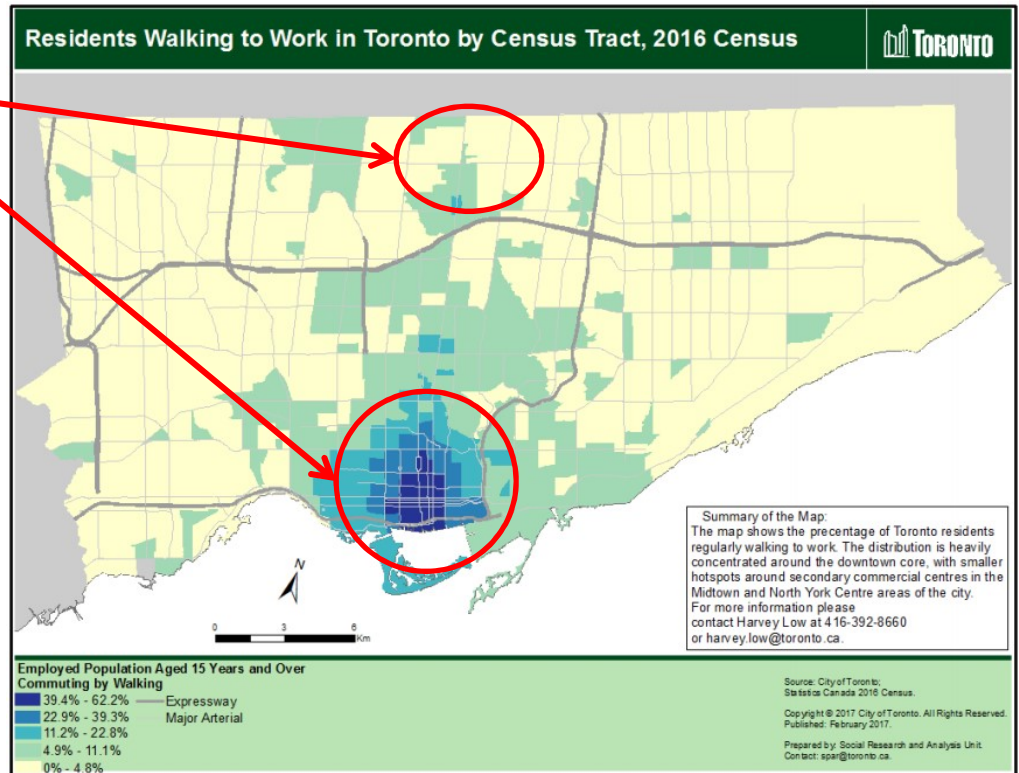 Residents Walking to Work in Toronto by Census Tract, 2016 Census
TORONTO
N
0 3 6
Km
Summary of the Map:
The map shows the precentage of Toronto residents
regularly walking to work. The distribution is heavily
concentrated around the downtown core, with smaller
hotspots around secondary commercial centres in the
Midtown and North York Centre areas of the city.
For more information please
contact Harvey Low at 416-392-8660
or harvey.low@toronto.ca.
Employed Population Aged 15 Years and Over
Commuting by Walking
39.4% - 62.2% Expressway
22.9% - 39.3% Major Arterial
11.2% - 22.8%
4.9% - 11.1%
0% - 4.8%
Source: City of Toronto;
Statistics Canada 2016 Census.
Copyright © 2017 City of Toronto. All Rights Reserved.
Published: February 2017.
Prepared by: Social Research and Analysis Unit.
Contact: spar@toronto.ca.